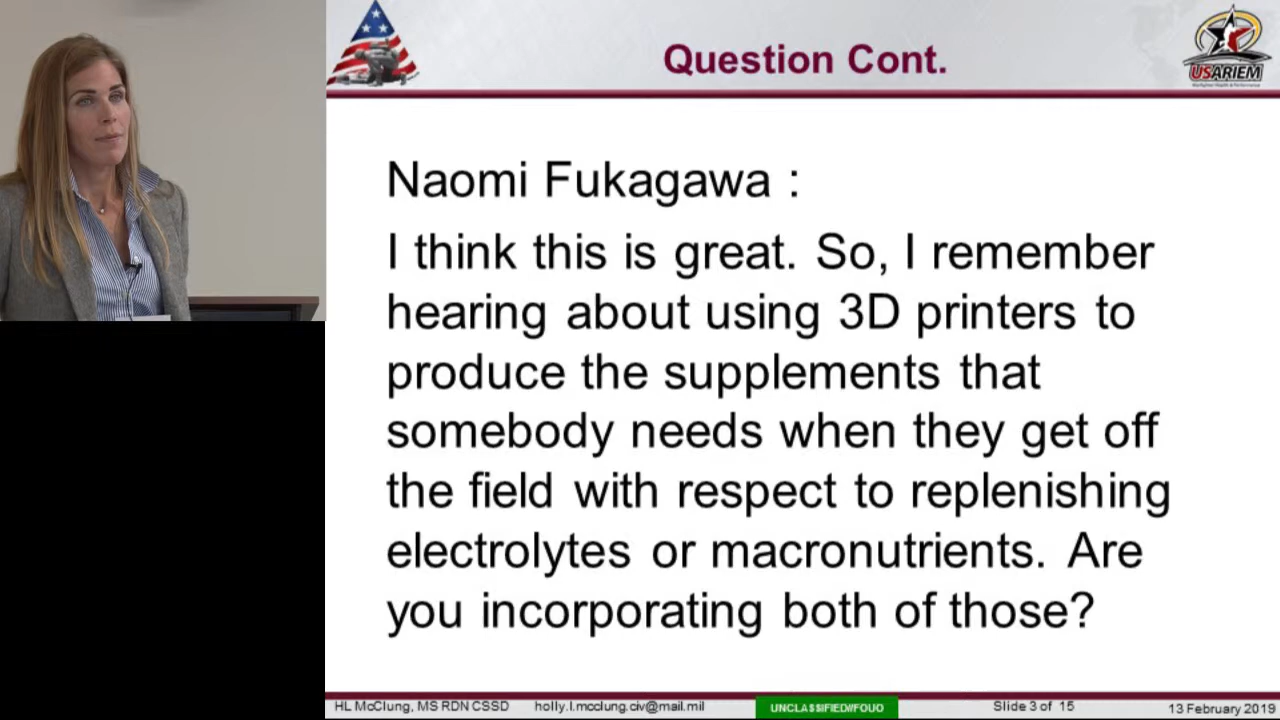 Question Cont.
USARIEM
Warfighter Health & Performance
Naomi Fukagawa :
I think this is great. So, I remember
hearing about using 3D printers to
produce the supplements that
somebody needs when they get off
the field with respect to replenishing
electrolytes or macronutrients. Are
you incorporating both of those?
HL McClung, MS RDN CSSD holly.l.mcclung.civ@mail.mil UNCLASSIFIED//FOUO Slide 3 of 15 13 February 2019